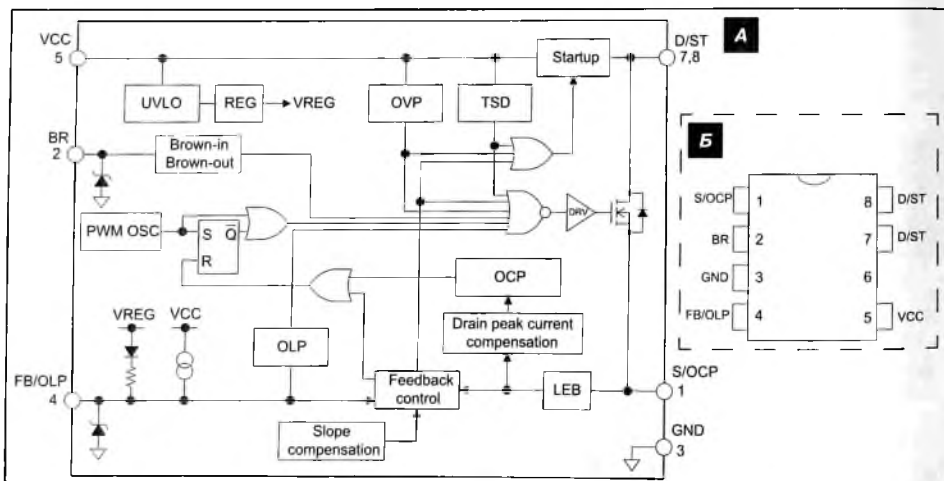 VCC
5
D/ST
7,8
А
Startup
UVLO
REG
VREG
OVP
TSD
BR
2
Brown-in
Brown-out
PWM OSC
S
Q
R
DRV
OCP
Drain peak current
compensation
VREG
VCC
OLP
FB/OLP
4
Feedback
control
LEB
S/OCP
1
Slope
compensation
GND
3
Б
S/OCP
1
8
D/ST
BR
2
7
D/ST
GND
3
6
FB/OLP
4
5
VCC